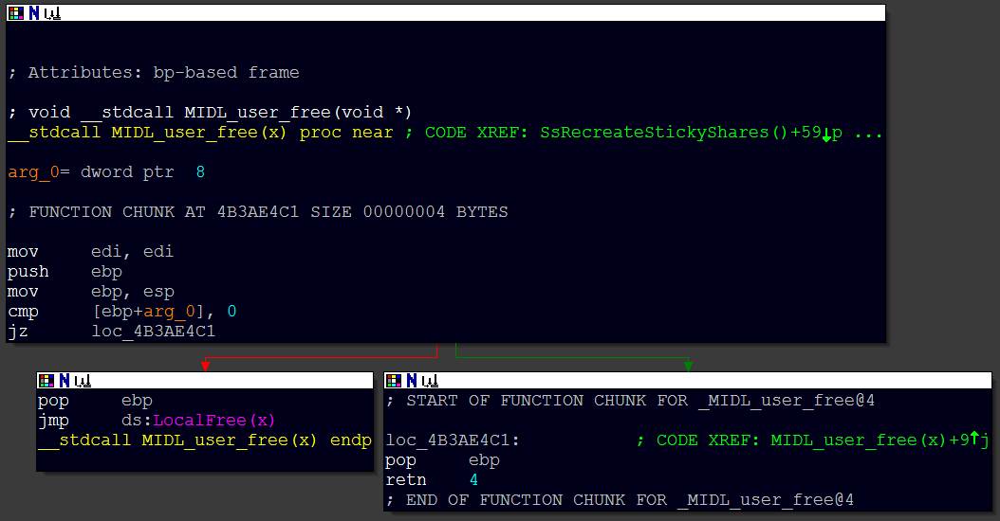 ; Attributes: bp-based frame
; void __stdcall MIDL_user_free(void *)
__stdcall MIDL_user_free(x) proc near ; CODE XREF: SsRecreateStickyShares()+59↓p ...
arg_0= dword ptr  8
; FUNCTION CHUNK AT 4B3AE4C1 SIZE 00000004 BYTES
mov     edi, edi
push    ebp
mov     ebp, esp
cmp     [ebp+arg_0], 0
jz      loc_4B3AE4C1
pop     ebp
jmp     ds:LocalFree(x)
__stdcall MIDL_user_free(x) endp
; START OF FUNCTION CHUNK FOR _MIDL_user_free@4
loc_4B3AE4C1:            ; CODE XREF: MIDL_user_free(x)+9↑j
pop     ebp
retn    4
; END OF FUNCTION CHUNK FOR _MIDL_user_free@4